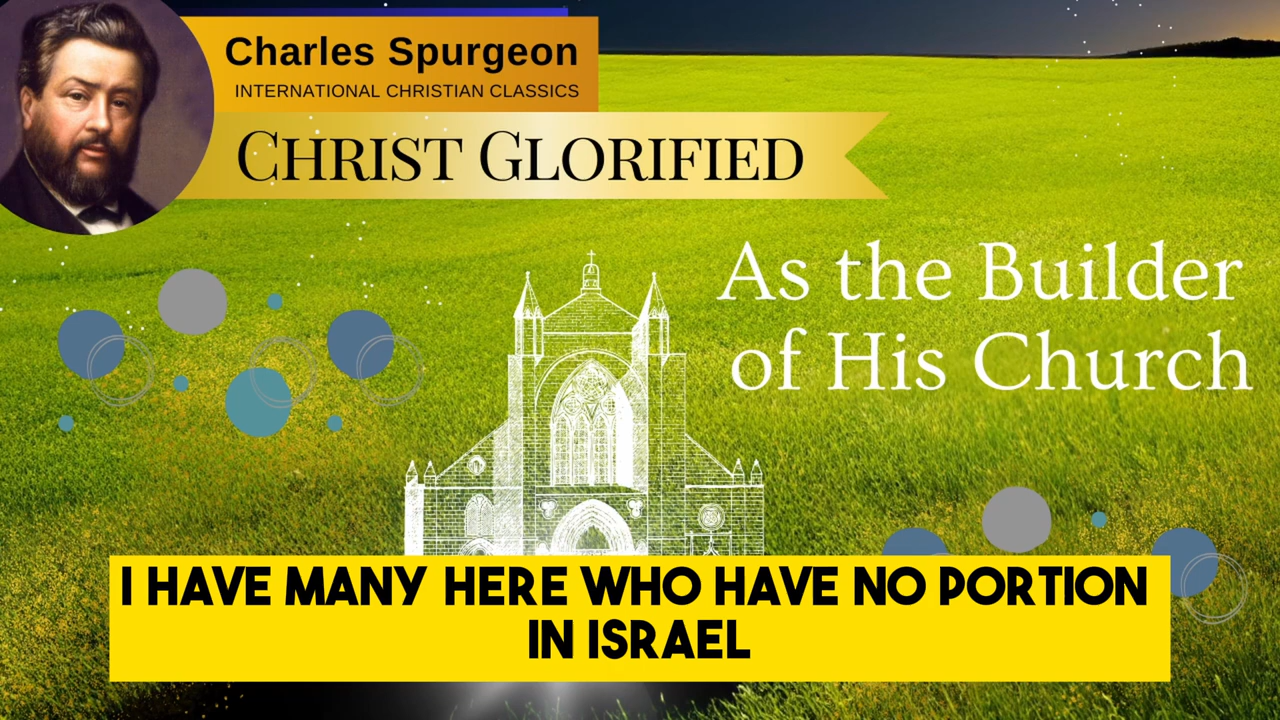 Charles Spurgeon
INTERNATIONAL CHRISTIAN CLASSICS
CHRIST GLORIFIED
As the Builder
of His Church
I HAVE MANY HERE WHO HAVE NO PORTION
IN ISRAEL